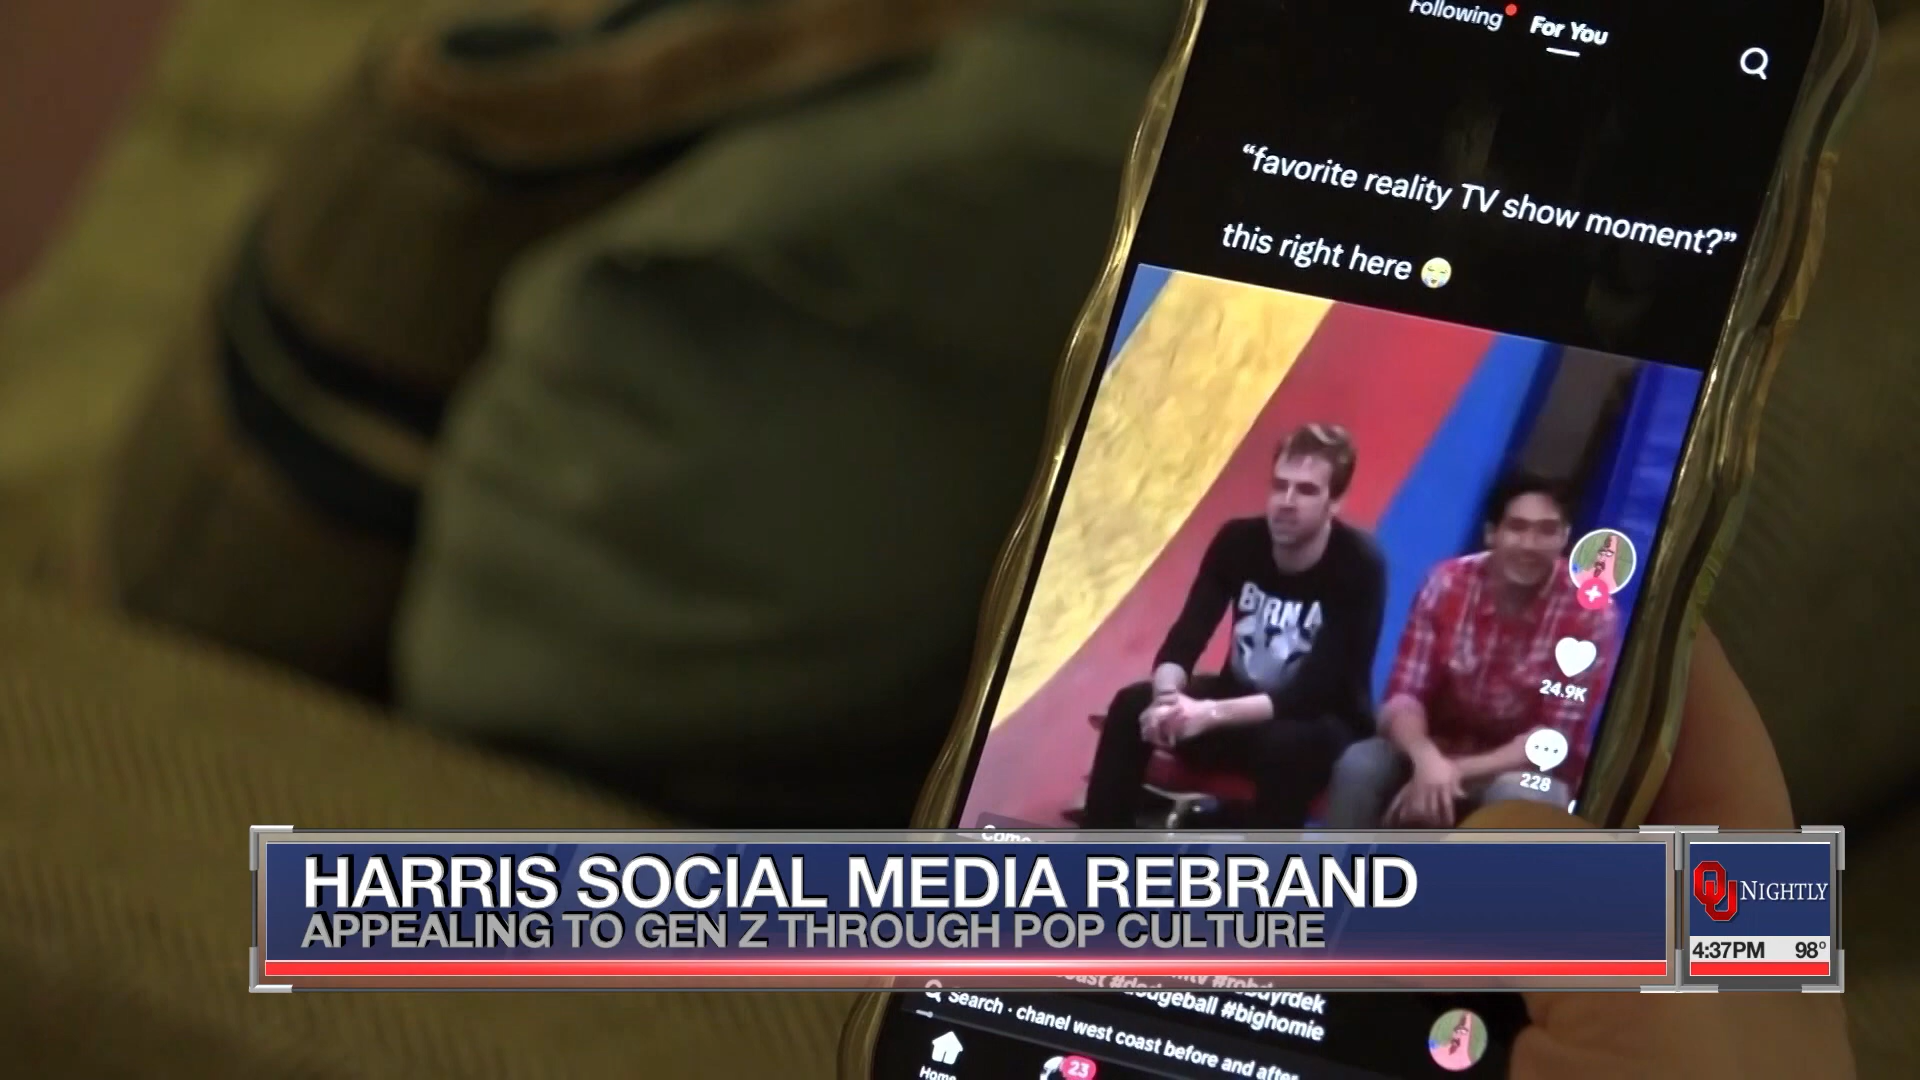 Following For You
“favorite reality TV show moment?”
this right here
24.9K
228
HARRIS SOCIAL MEDIA REBRAND
APPEALING TO GEN Z THROUGH POP CULTURE
OU NIGHTLY
4:37PM 98°
#dodgeball #bighomie
Search · chanel west coast before and after
Home
23